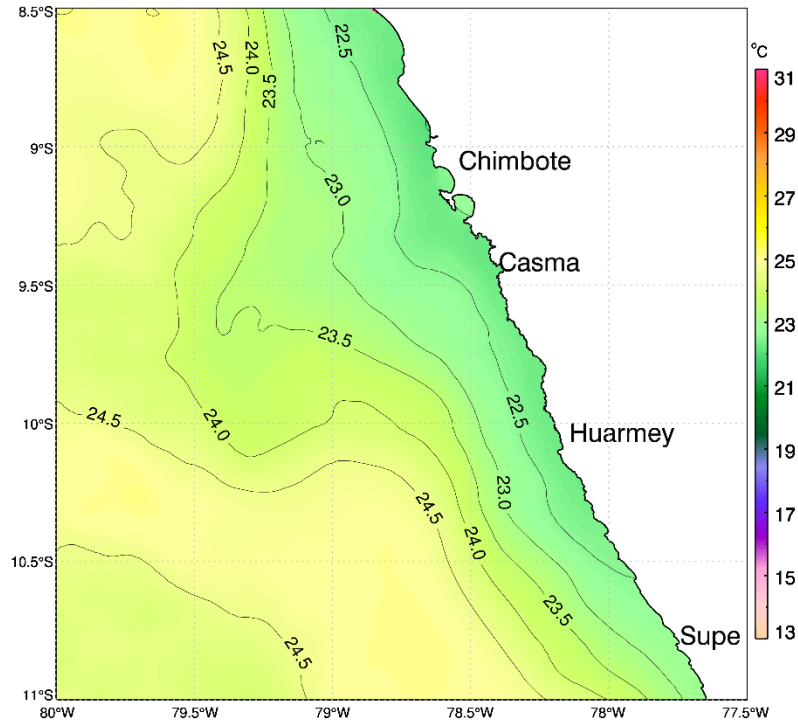 8.5°S
9°S
9.5°S
10°S
10.5°S
11°S
80°W
79.5°W
79°W
78.5°W
78°W
77.5°W
24.5
24.0
23.5
22.5
23.0
23.5
24.0
24.5
22.5
23.0
24.5
24.0
23.5
24.5
Chimbote
Casma
Huarmey
Supe
°C
31
29
27
25
23
21
19
17
15
13